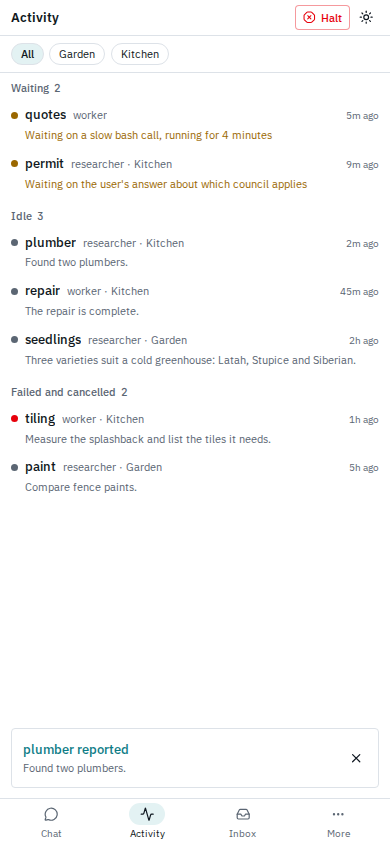 Activity
Halt
All
Garden
Kitchen
Waiting 2
quotes worker 5m ago
Waiting on a slow bash call, running for 4 minutes
permit researcher · Kitchen 9m ago
Waiting on the user's answer about which council applies
Idle 3
plumber researcher · Kitchen 2m ago
Found two plumbers.
repair worker · Kitchen 45m ago
The repair is complete.
seedlings researcher · Garden 2h ago
Three varieties suit a cold greenhouse: Latah, Stupice and Siberian.
Failed and cancelled 2
tiling worker · Kitchen 1h ago
Measure the splashback and list the tiles it needs.
paint researcher · Garden 5h ago
Compare fence paints.
plumber reported
Found two plumbers.
Chat
Activity
Inbox
More